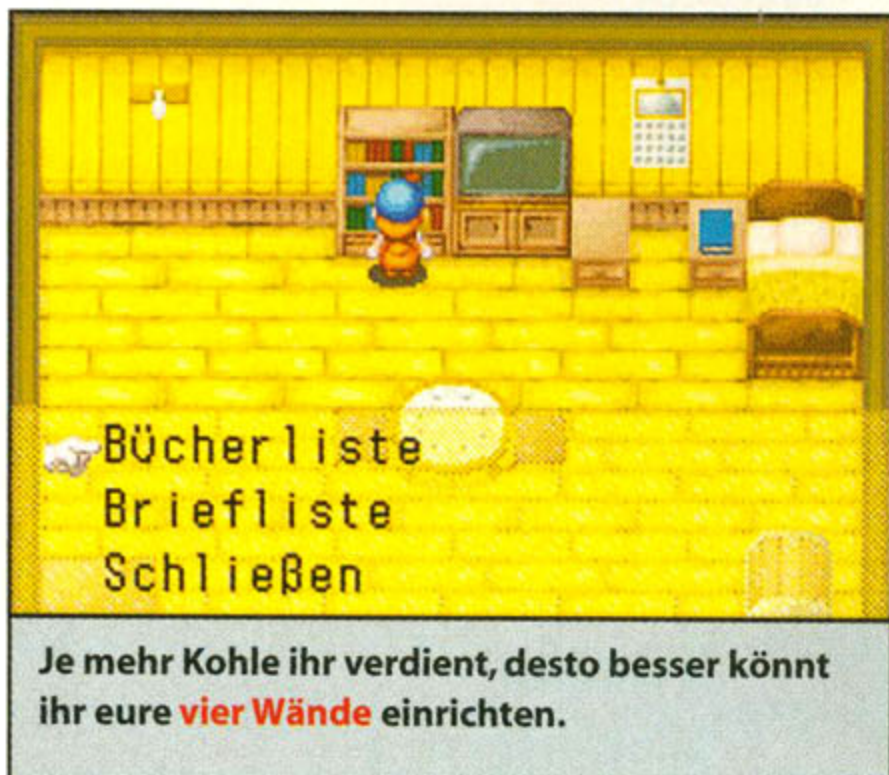 Bücherliste
Briefliste
Schließen
Je mehr Kohle ihr verdient, desto besser könnt
ihr eure vier Wände einrichten.